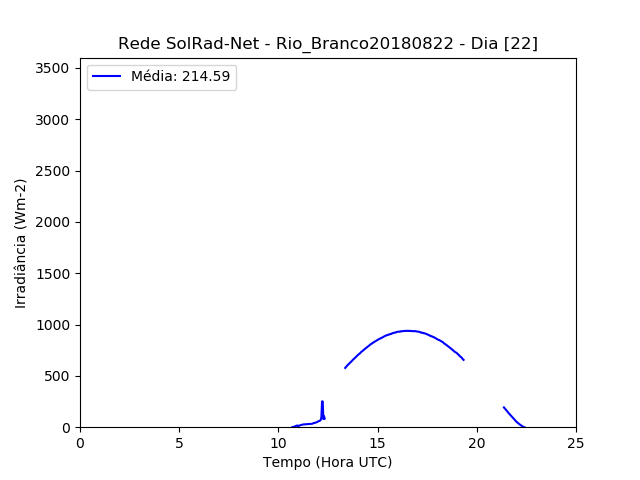 Rede SolRad-Net - Rio_Branco20180822 - Dia [22]
Média: 214.59
3500
3000
2500
2000
1500
1000
500
0
Irradiância (Wm-2)
0 5 10 15 20 25
Tempo (Hora UTC)